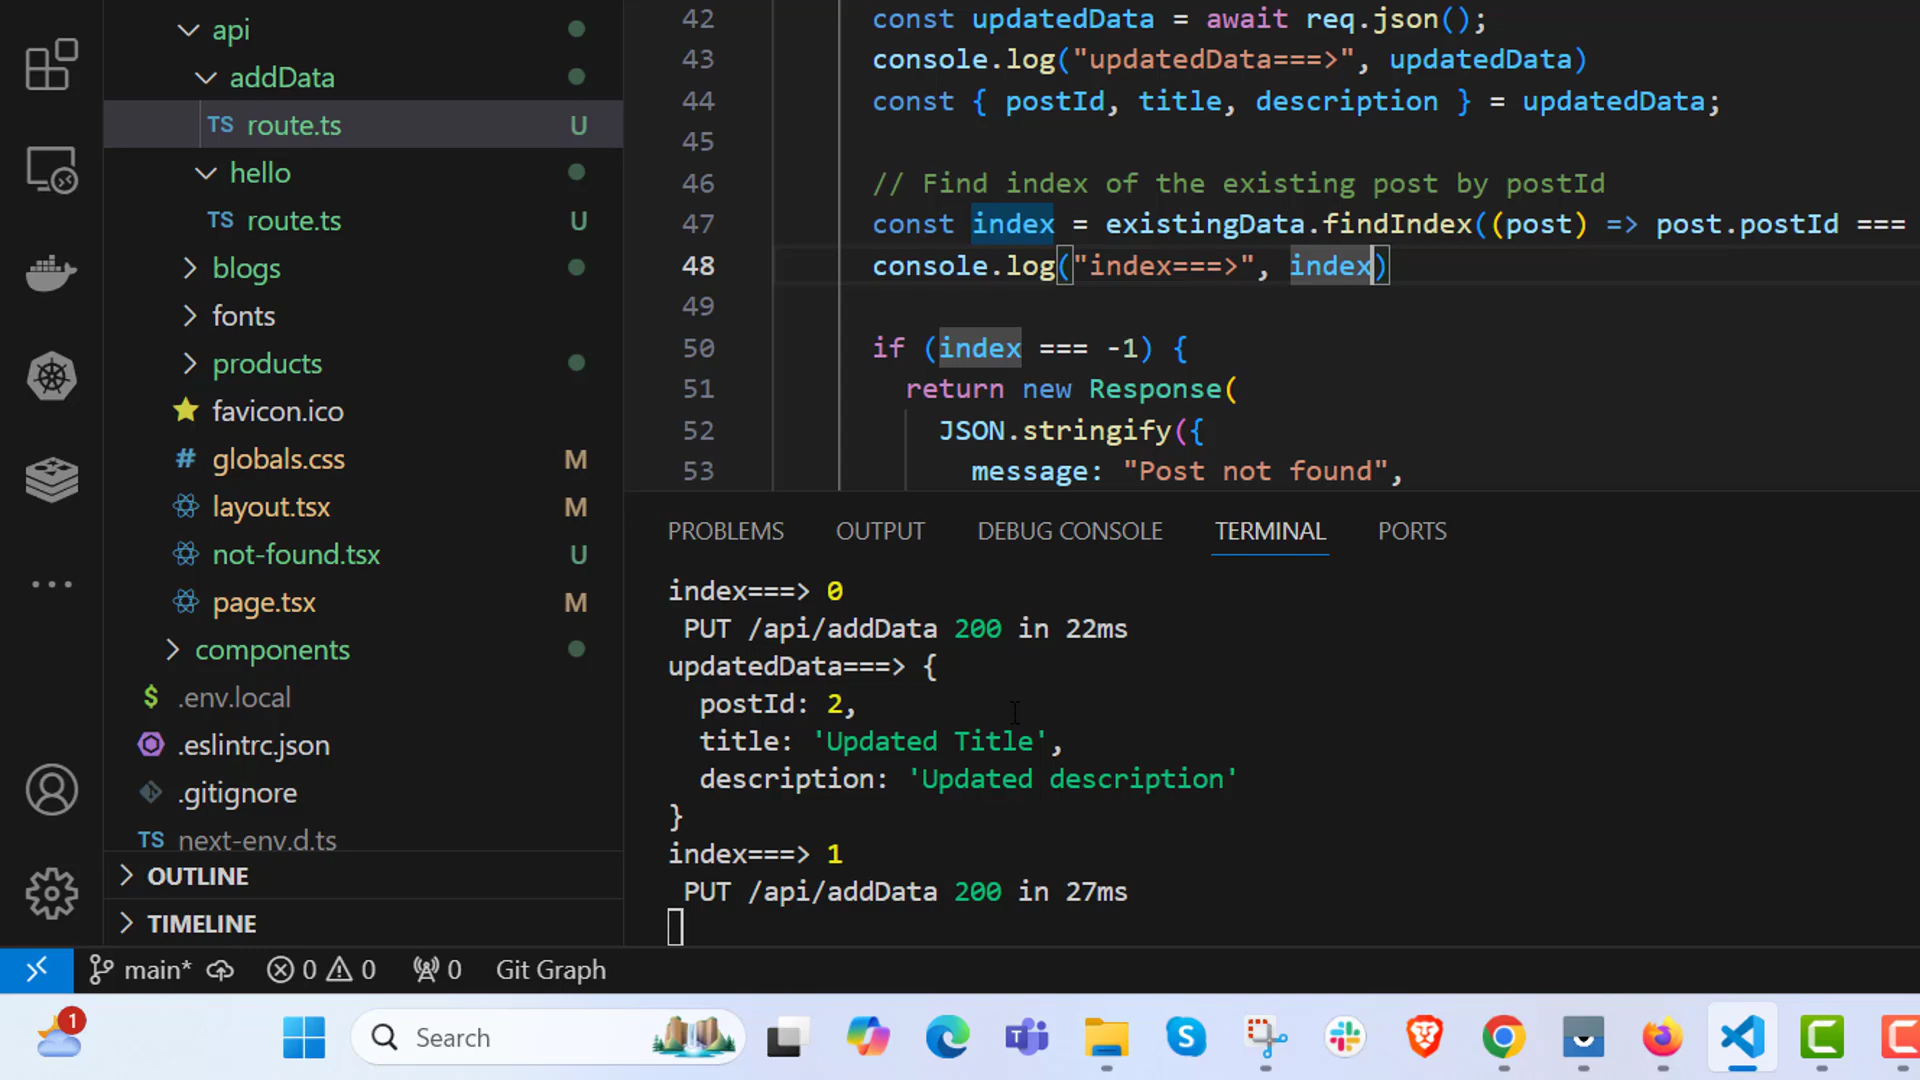 api
addData
TS route.ts U
hello
TS route.ts U
blogs
fonts
products
favicon.ico
# globals.css M
layout.tsx M
not-found.tsx U
page.tsx M
components
$ .env.local
.eslintrc.json
.gitignore
TS next-env.d.ts
OUTLINE
TIMELINE
42 const updatedData = await req.json();
43 console.log("updatedData===>", updatedData)
44 const { postId, title, description } = updatedData;
45
46 // Find index of the existing post by postId
47 const index = existingData.findIndex((post) => post.postId ===
48 console.log("index===>", index)
49
50 if (index === -1) {
51 return new Response(
52 JSON.stringify({
53 message: "Post not found",
PROBLEMS OUTPUT DEBUG CONSOLE TERMINAL PORTS
index===> 0
PUT /api/addData 200 in 22ms
updatedData===> {
postId: 2,
title: 'Updated Title',
description: 'Updated description'
}
index===> 1
PUT /api/addData 200 in 27ms
main* 0 0 0 Git Graph
1 Search